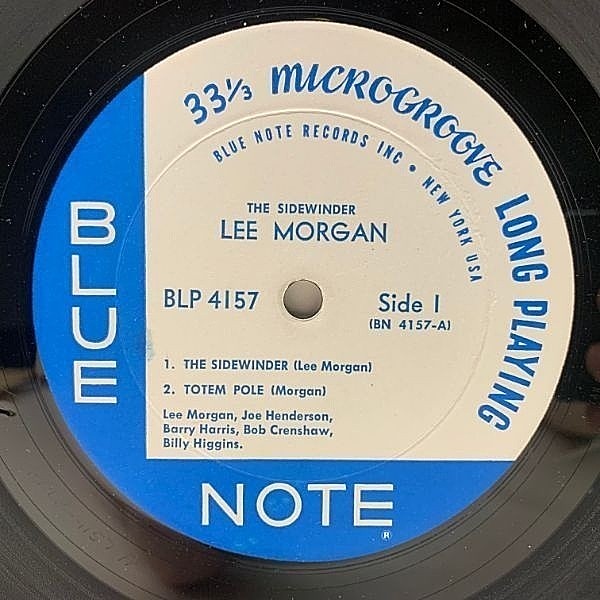 33⅓ MICROGROOVE LONG PLAYING
BLUE NOTE RECORDS INC • NEW YORK USA
THE SIDEWINDER
LEE MORGAN
BLP 4157
Side 1
(BN 4157-A)
1. THE SIDEWINDER (Lee Morgan)
2. TOTEM POLE (Morgan)
Lee Morgan, Joe Henderson,
Barry Harris, Bob Crenshaw,
Billy Higgins.
BLUE
NOTE
®